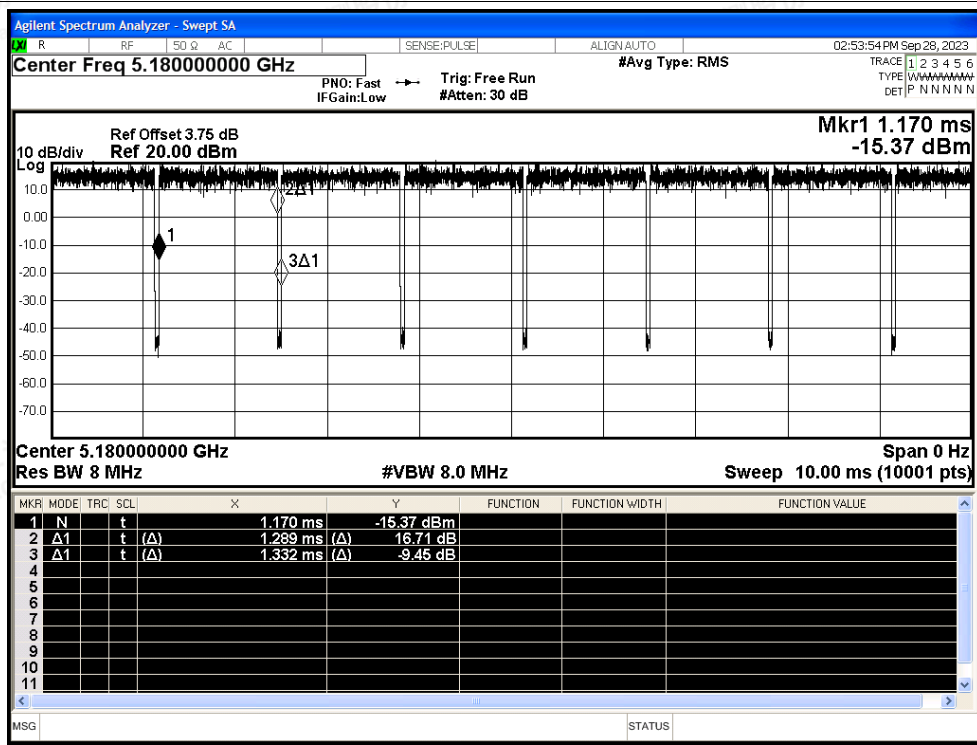 Agilent Spectrum Analyzer - Swept SA
LXI R RF 50 Ω AC SENSE:PULSE ALIGN AUTO 02:53:54 PM Sep 28, 2023
Center Freq 5.180000000 GHz #Avg Type: RMS TRACE 1 2 3 4 5 6
PNO: Fast Trig: Free Run TYPE
IFGain:Low #Atten: 30 dB DET P N N N N N
Mkr1 1.170 ms
Ref Offset 3.75 dB
10 dB/div Ref 20.00 dBm -15.37 dBm
Log
10.0
2Δ1
0.00
1
-10.0
3Δ1
-20.0
-30.0
-40.0
-50.0
-60.0
-70.0
Center 5.180000000 GHz Span 0 Hz
Res BW 8 MHz #VBW 8.0 MHz Sweep 10.00 ms (10001 pts)
MKR MODE TRC SCL X Y FUNCTION FUNCTION WIDTH FUNCTION VALUE
1 N t 1.170 ms -15.37 dBm
2 Δ1 t (Δ) 1.289 ms (Δ) 16.71 dB
3 Δ1 t (Δ) 1.332 ms (Δ) -9.45 dB
4
5
6
7
8
9
10
11
MSG STATUS